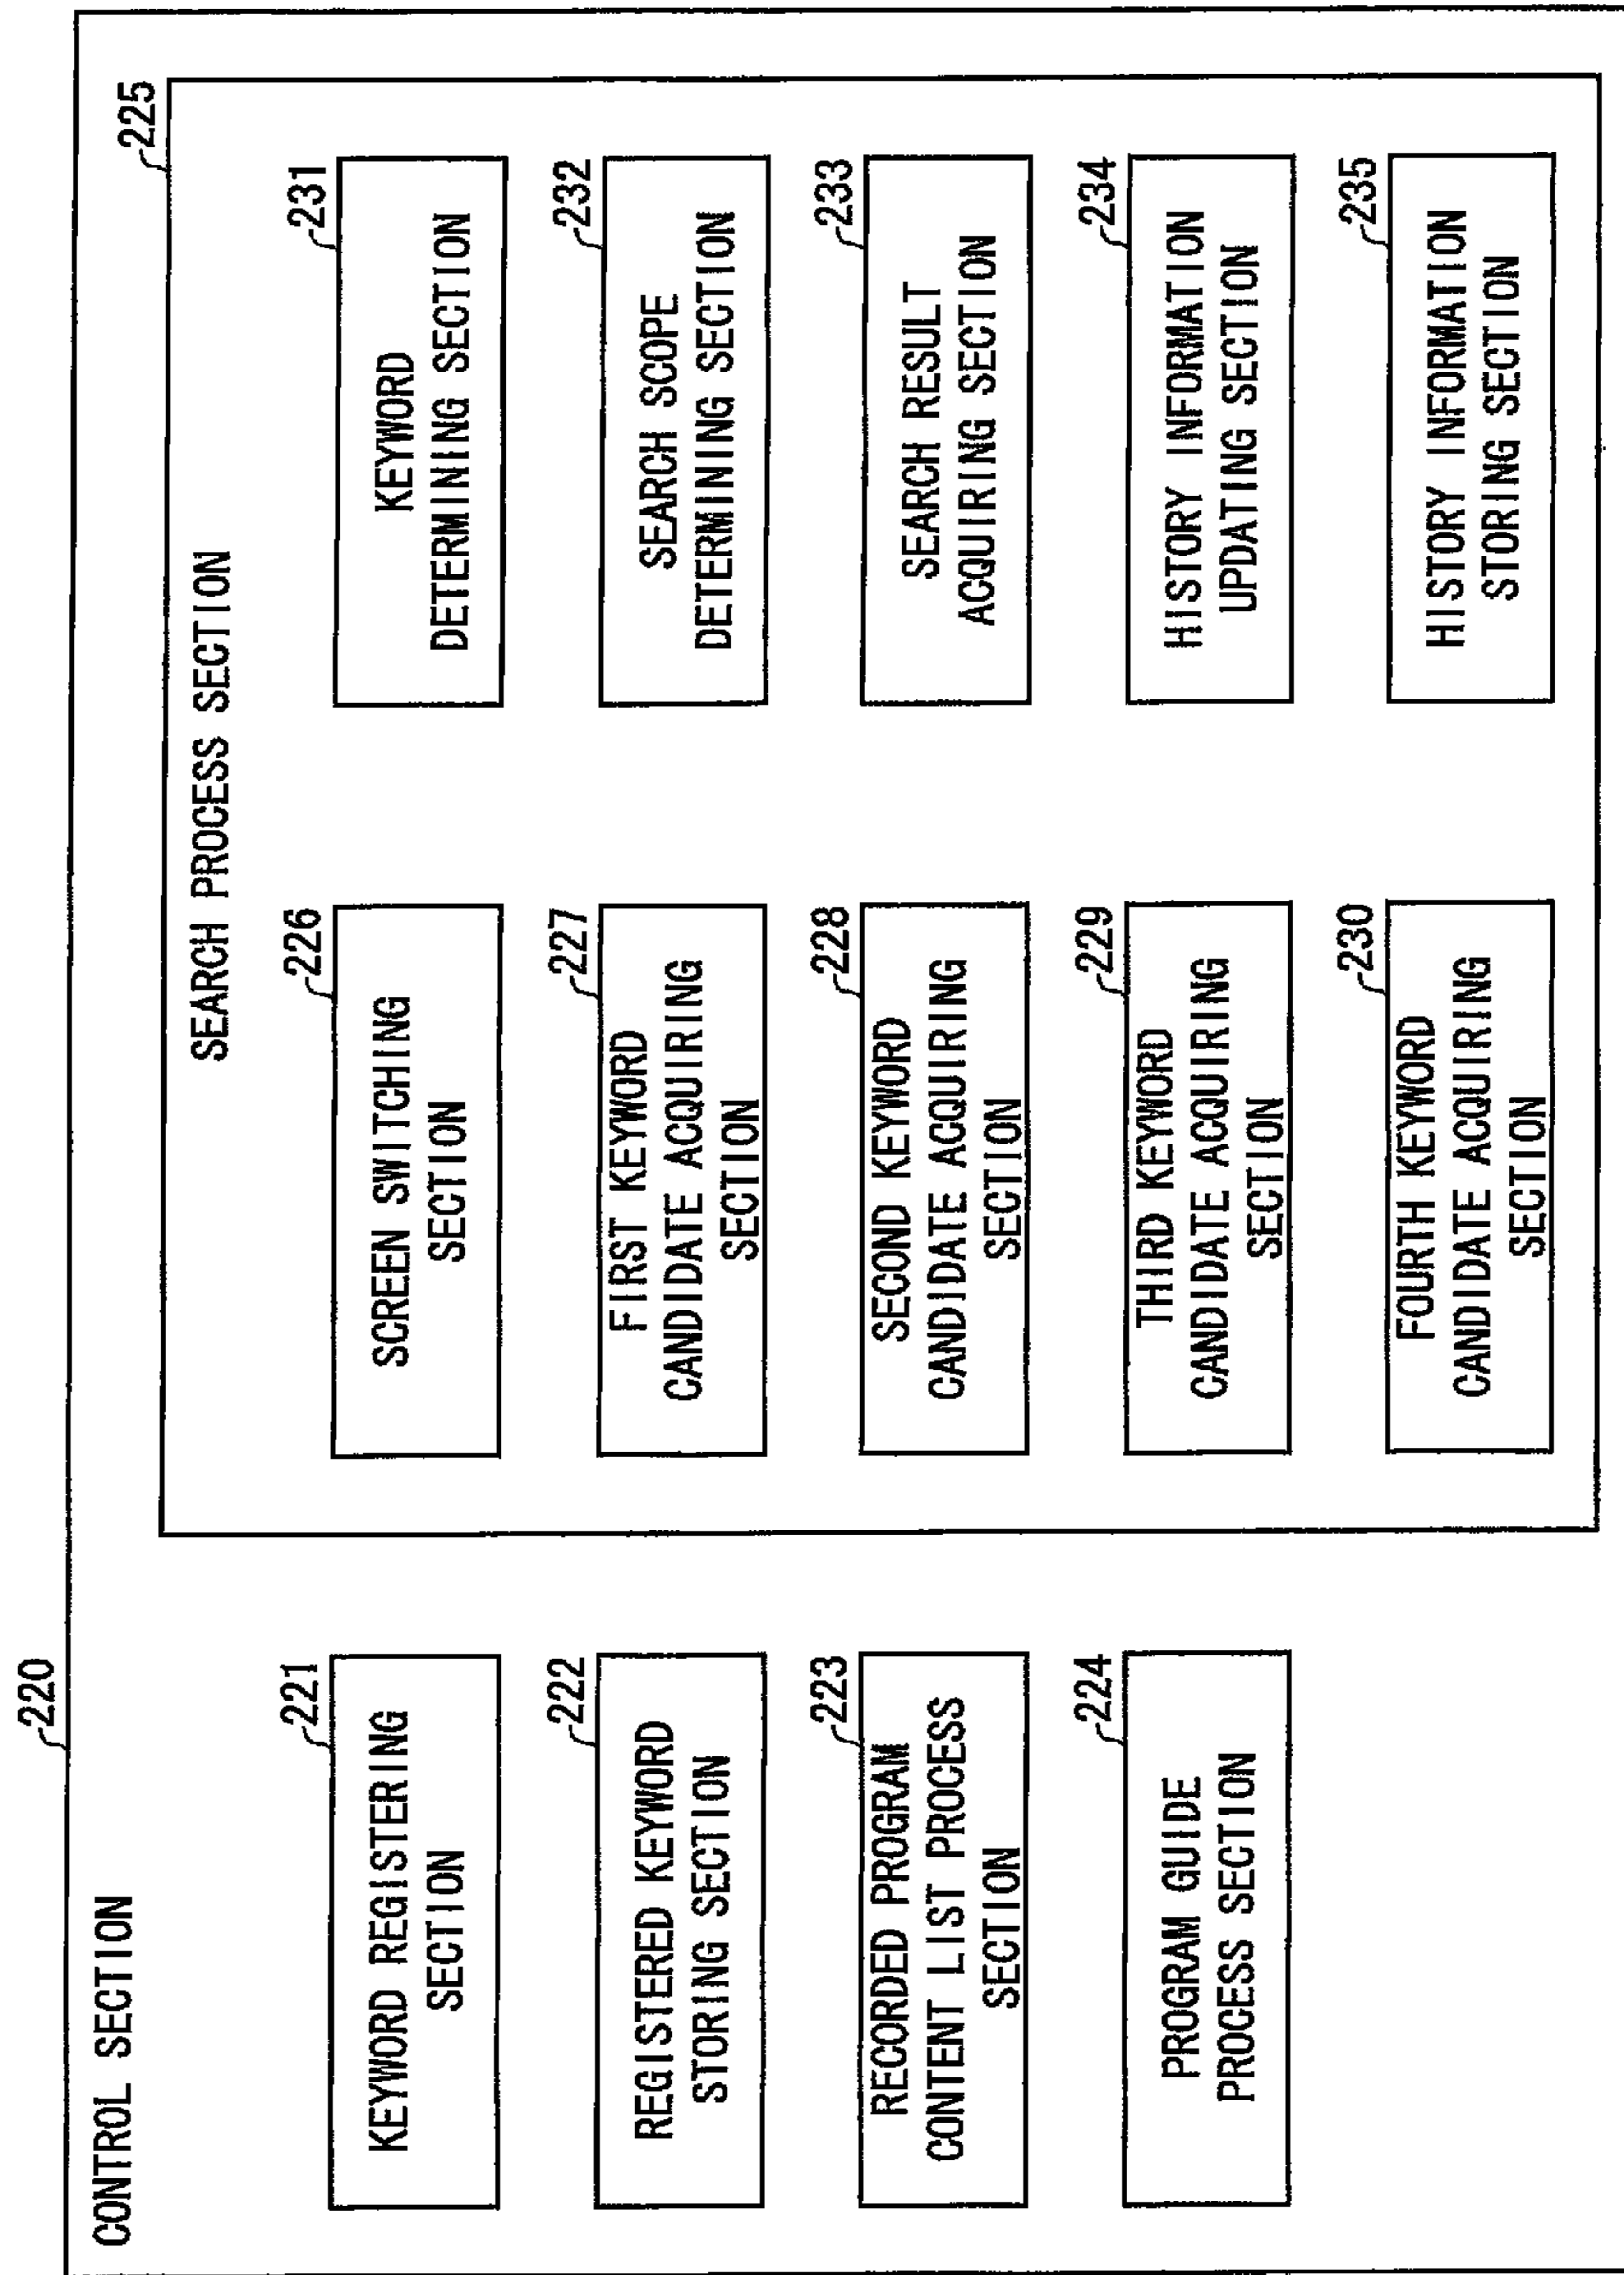 220
CONTROL SECTION
221
KEYWORD REGISTERING
SECTION
222
REGISTERED KEYWORD
STORING SECTION
223
RECORDED PROGRAM
CONTENT LIST PROCESS
SECTION
224
PROGRAM GUIDE
PROCESS SECTION
225
SEARCH PROCESS SECTION
226
SCREEN SWITCHING
SECTION
227
FIRST KEYWORD
CANDIDATE ACQUIRING
SECTION
228
SECOND KEYWORD
CANDIDATE ACQUIRING
SECTION
229
THIRD KEYWORD
CANDIDATE ACQUIRING
SECTION
230
FOURTH KEYWORD
CANDIDATE ACQUIRING
SECTION
231
KEYWORD
DETERMINING SECTION
232
SEARCH SCOPE
DETERMINING SECTION
233
SEARCH RESULT
ACQUIRING SECTION
234
HISTORY INFORMATION
UPDATING SECTION
235
HISTORY INFORMATION
STORING SECTION